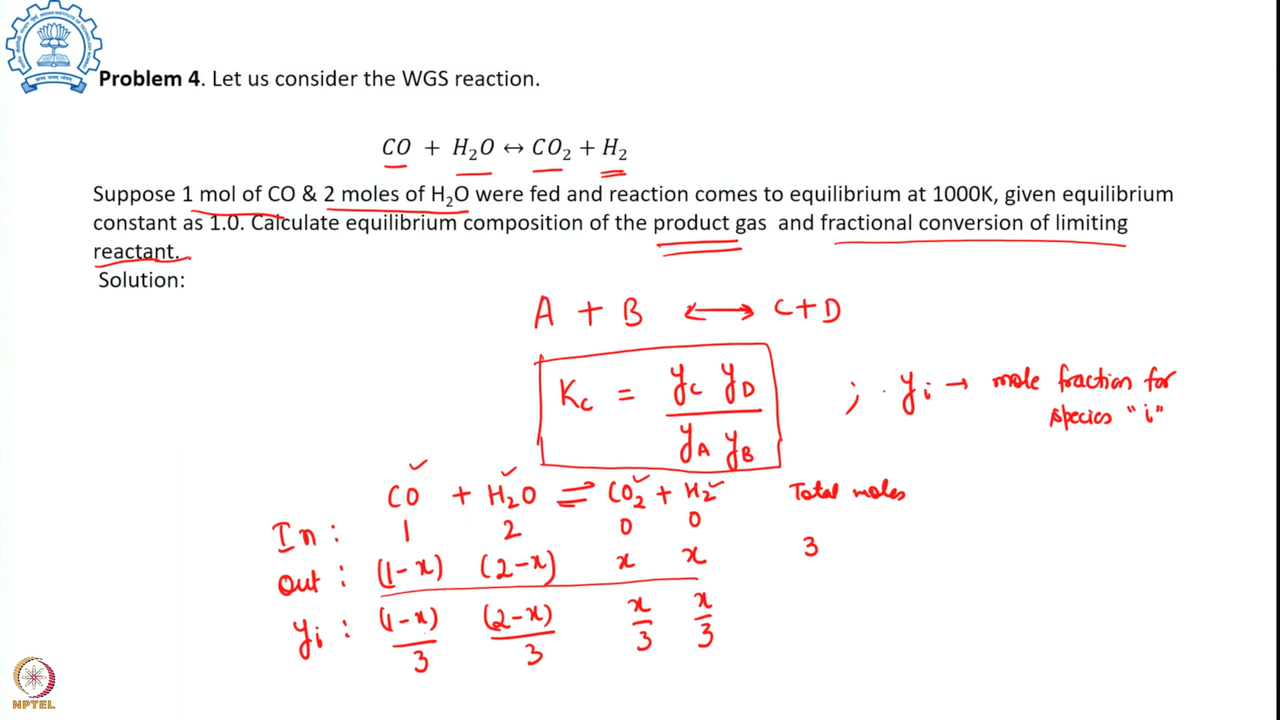 Problem 4. Let us consider the WGS reaction.
CO + H₂O ↔ CO₂ + H₂
Suppose 1 mol of CO & 2 moles of H₂O were fed and reaction comes to equilibrium at 1000K, given equilibrium
constant as 1.0. Calculate equilibrium composition of the product gas and fractional conversion of limiting
reactant.
Solution:
A + B ⟷ C + D
Kc = yC yD / yA yB ; yi → mole fraction for
species "i"
CO + H₂O ⇌ CO₂ + H₂ Total moles
In : 1 2 0 0
Out : (1-x) (2-x) x x 3
yi : (1-x)/3 (2-x)/3 x/3 x/3
NPTEL